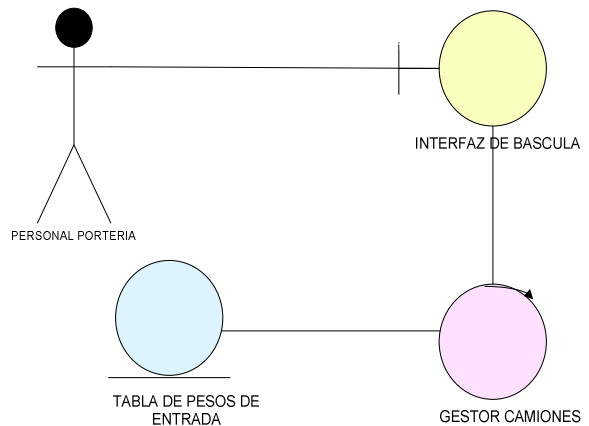 INTERFAZ DE BASCULA
PERSONAL PORTERIA
TABLA DE PESOS DE
ENTRADA
GESTOR CAMIONES